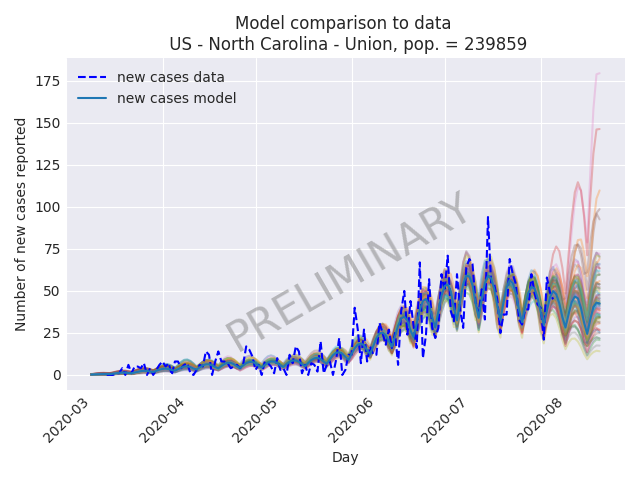 Model comparison to data
US - North Carolina - Union, pop. = 239859
new cases data
new cases model
Number of new cases reported
175
150
125
100
75
50
25
0
PRELIMINARY
2020-03
2020-04
2020-05
2020-06
2020-07
2020-08
Day